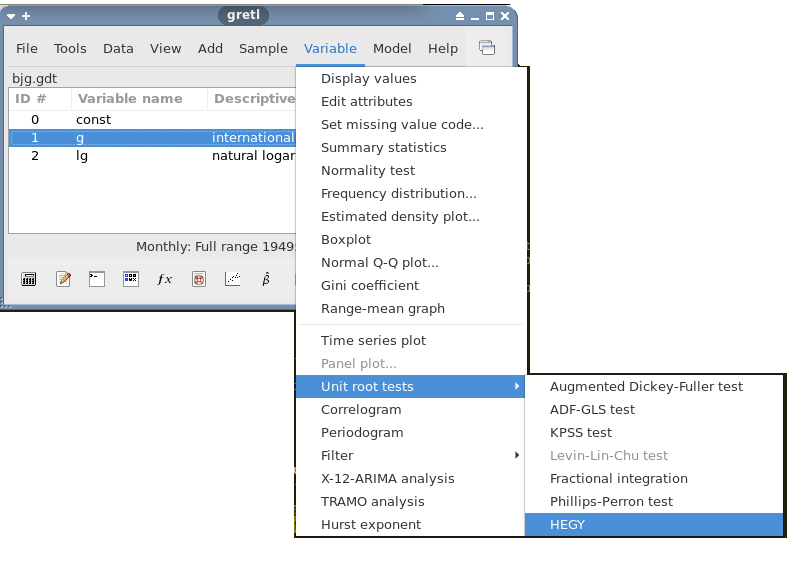 gretl
File Tools Data View Add Sample Variable Model Help
bjg.gdt
ID # Variable name Descriptive
0 const
1 g international
2 lg natural logar
Monthly: Full range 1949:
fx β̂
Display values
Edit attributes
Set missing value code...
Summary statistics
Normality test
Frequency distribution...
Estimated density plot...
Boxplot
Normal Q-Q plot...
Gini coefficient
Range-mean graph
Time series plot
Panel plot...
Unit root tests
Correlogram
Periodogram
Filter
X-12-ARIMA analysis
TRAMO analysis
Hurst exponent
Augmented Dickey-Fuller test
ADF-GLS test
KPSS test
Levin-Lin-Chu test
Fractional integration
Phillips-Perron test
HEGY